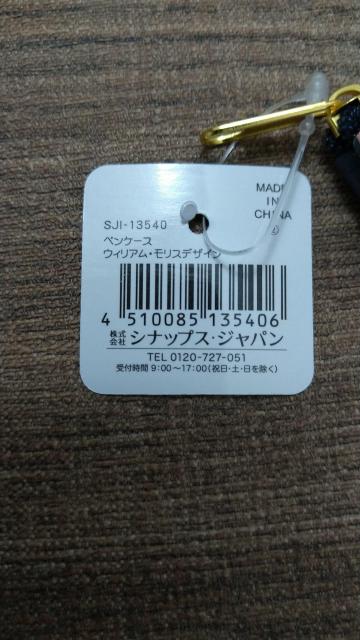 MADE
IN
CHINA
SJI-13540
ペンケース
ウィリアム・モリスデザイン
4 510085 135406
株式会社 シナップス・ジャパン
TEL 0120-727-051
受付時間 9:00～17:00(祝日・土・日を除く)